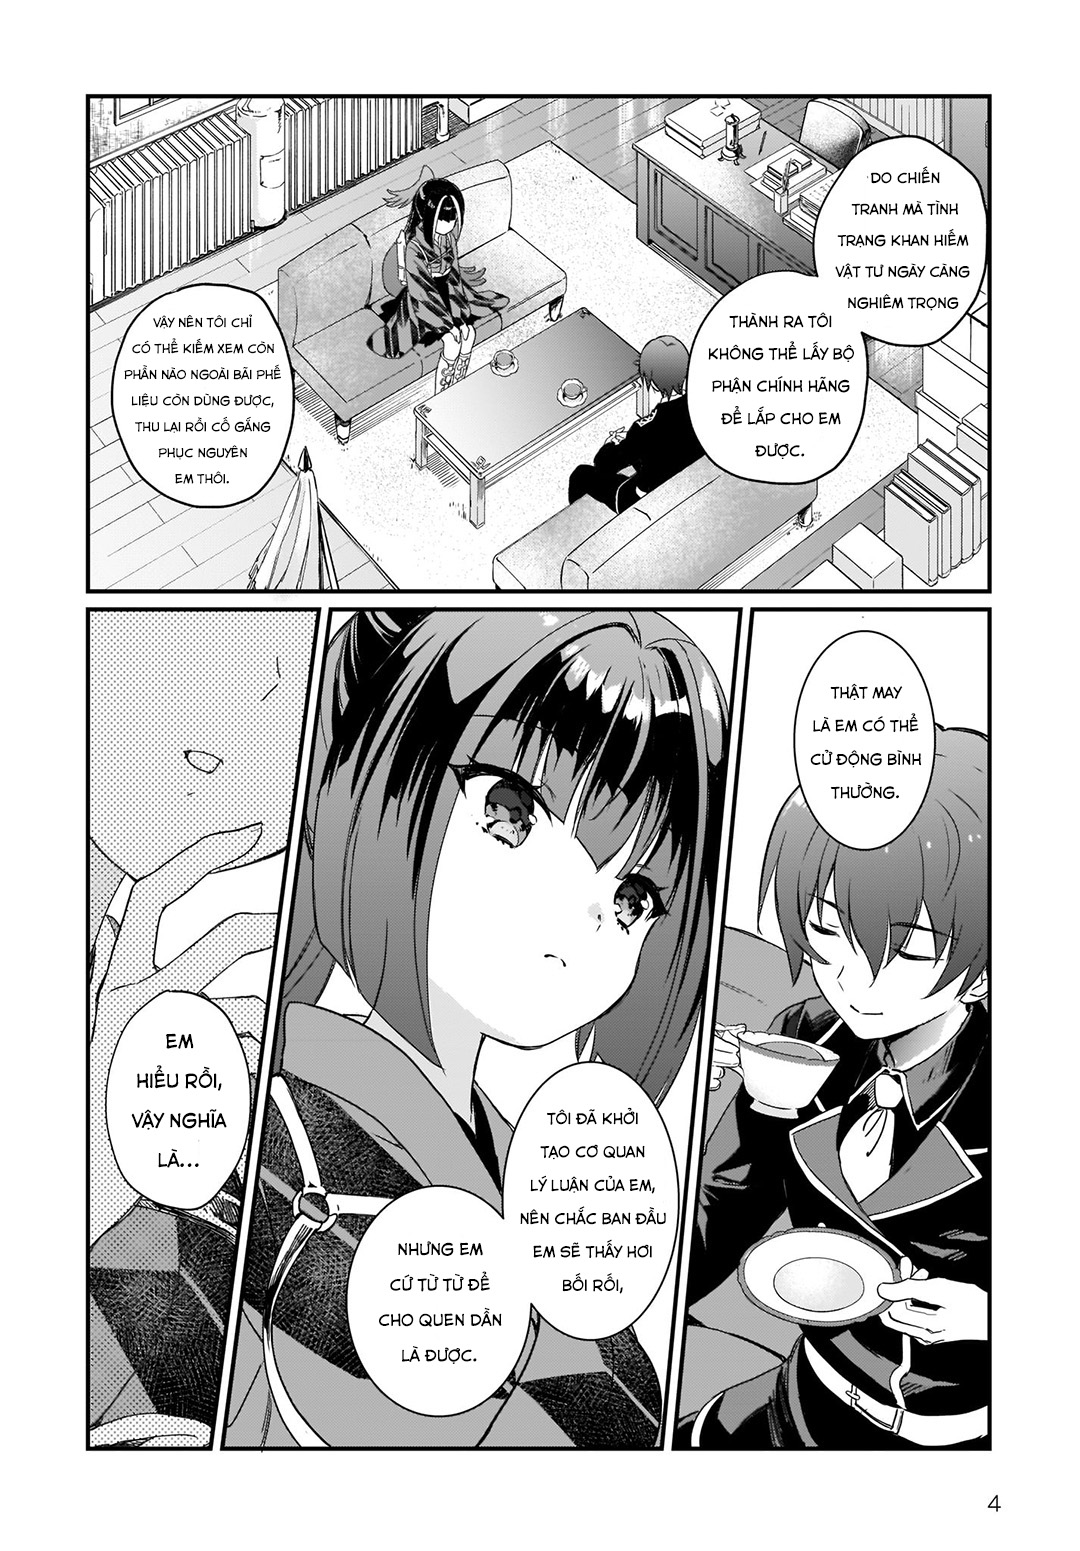 DO CHIẾN
TRANH MÀ TÌNH
TRẠNG KHAN HIẾM
VẬT TƯ NGÀY CÀNG
NGHIÊM TRỌNG
THÀNH RA TÔI
KHÔNG THỂ LẤY BỘ
PHẬN CHÍNH HÃNG
ĐỂ LẮP CHO EM
ĐƯỢC.
VẬY NÊN TÔI CHỈ
CÓ THỂ KIẾM XEM CÒN
PHẦN NÀO NGOÀI BÃI PHẾ
LIỆU CÒN DÙNG ĐƯỢC,
THU LẠI RỒI CỐ GẮNG
PHỤC NGUYÊN
EM THÔI.
THẬT MAY
LÀ EM CÓ THỂ
CỬ ĐỘNG BÌNH
THƯỜNG.
TÔI ĐÃ KHỞI
TẠO CƠ QUAN
LÝ LUẬN CỦA EM,
NÊN CHẮC BAN ĐẦU
EM SẼ THẤY HƠI
BỐI RỐI,
NHƯNG EM
CỨ TỪ TỪ ĐỂ
CHO QUEN DẦN
LÀ ĐƯỢC.
EM
HIỂU RỒI,
VẬY NGHĨA
LÀ...
4